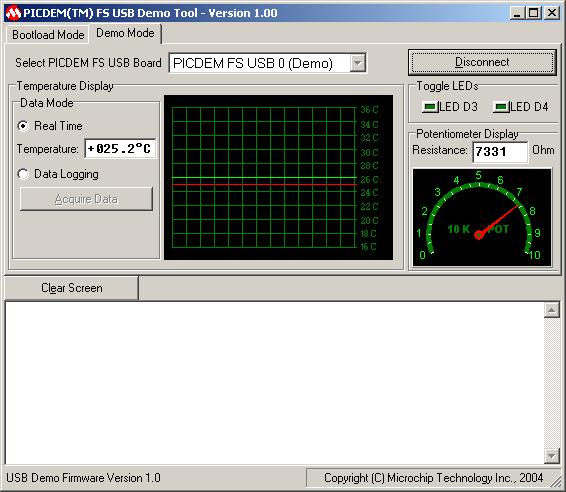 PICDEM(TM) FS USB Demo Tool - Version 1.00
Bootload Mode Demo Mode
Select PICDEM FS USB Board PICDEM FS USB 0 (Demo) Disconnect
Temperature Display
Data Mode
Real Time
Temperature: +025.2°C
Data Logging
Acquire Data
36 C
34 C
32 C
30 C
28 C
26 C
24 C
22 C
20 C
18 C
16 C
Toggle LEDs
LED D3 LED D4
Potentiometer Display
Resistance: 7331 Ohm
0 1 2 3 4 5 6 7 8 9 10
10 K POT
Clear Screen
USB Demo Firmware Version 1.0 Copyright (C) Microchip Technology Inc., 2004